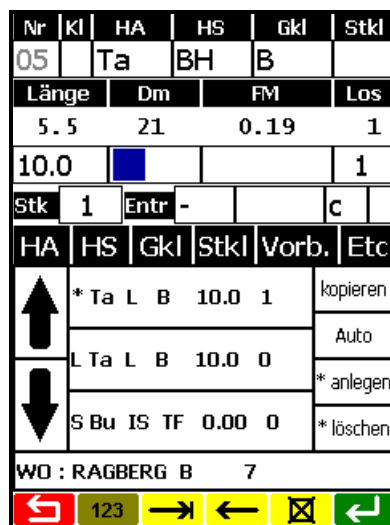 Nr Kl HA HS Gkl Stkl
05 Ta BH B
Länge Dm FM Los
5.5 21 0.19 1
10.0 1
Stk 1 Entr - c
HA HS Gkl Stkl Vorb. Etc
* Ta L B 10.0 1 kopieren
Auto
L Ta L B 10.0 0
* anlegen
S Bu IS TF 0.00 0 * löschen
WO : RAGBERG B 7
123